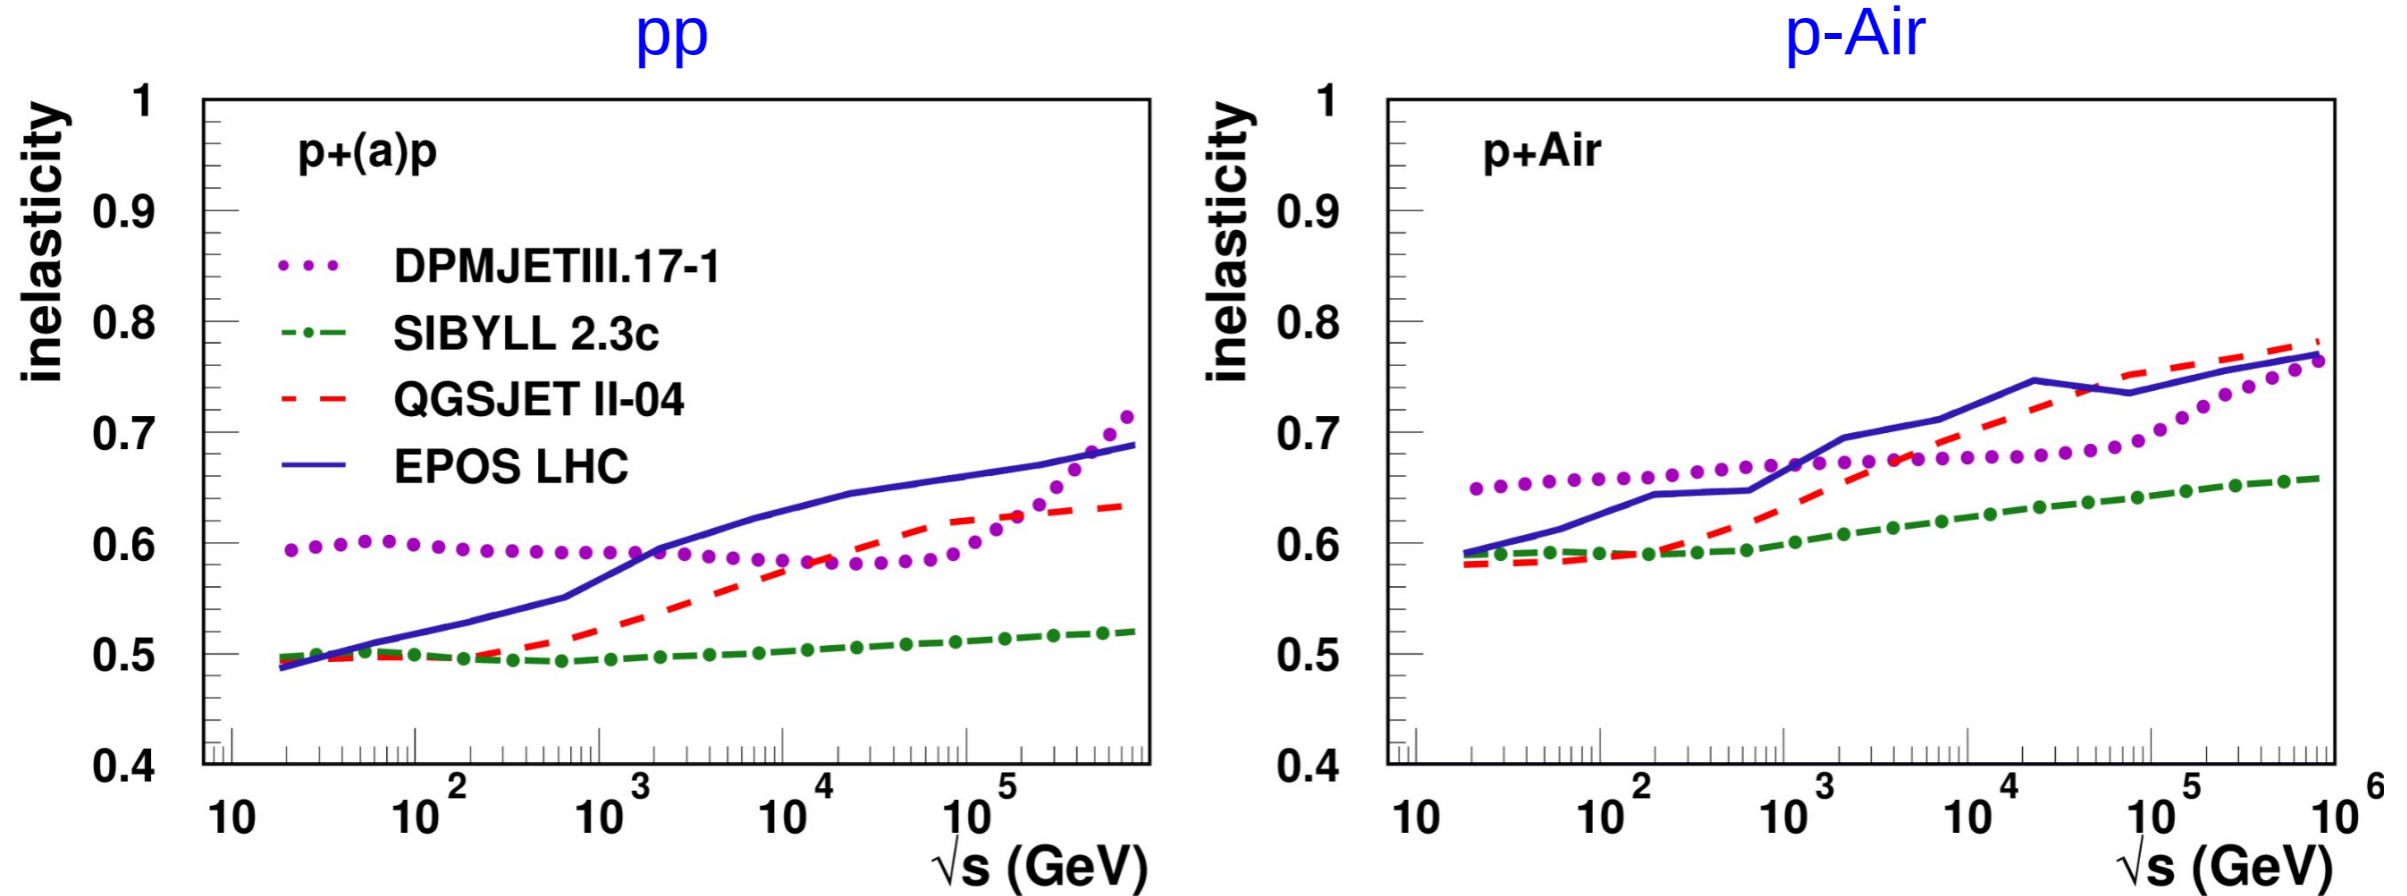 pp
p-Air
inelasticity
1
0.9
0.8
0.7
0.6
0.5
0.4
p+(a)p
DPMJETIII.17-1
SIBYLL 2.3c
QGSJET II-04
EPOS LHC
10 10² 10³ 10⁴ 10⁵
√s (GeV)
inelasticity
1
0.9
0.8
0.7
0.6
0.5
0.4
p+Air
10 10² 10³ 10⁴ 10⁵ 10⁶
√s (GeV)